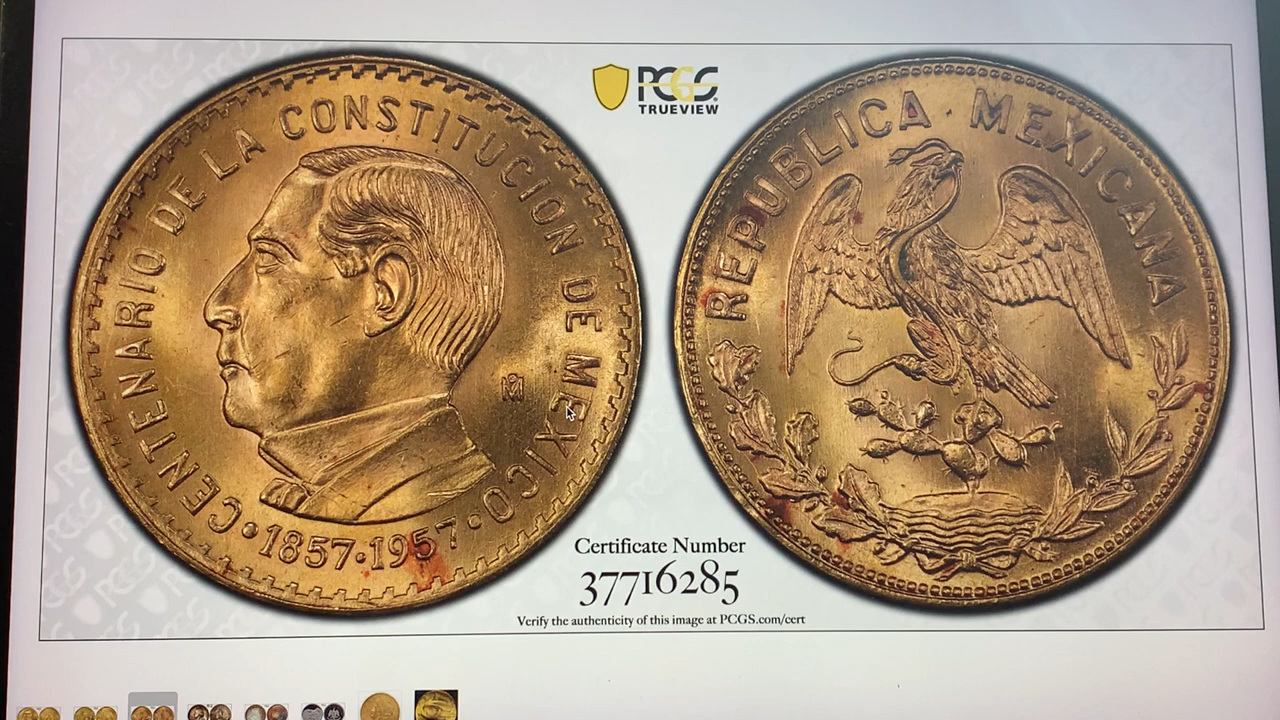 CENTENARIO DE LA CONSTITUCION DE MEXICO
• 1857 • 1957 •
M
PCGS
TRUEVIEW
REPUBLICA • MEXICANA
Certificate Number
37716285
Verify the authenticity of this image at PCGS.com/cert